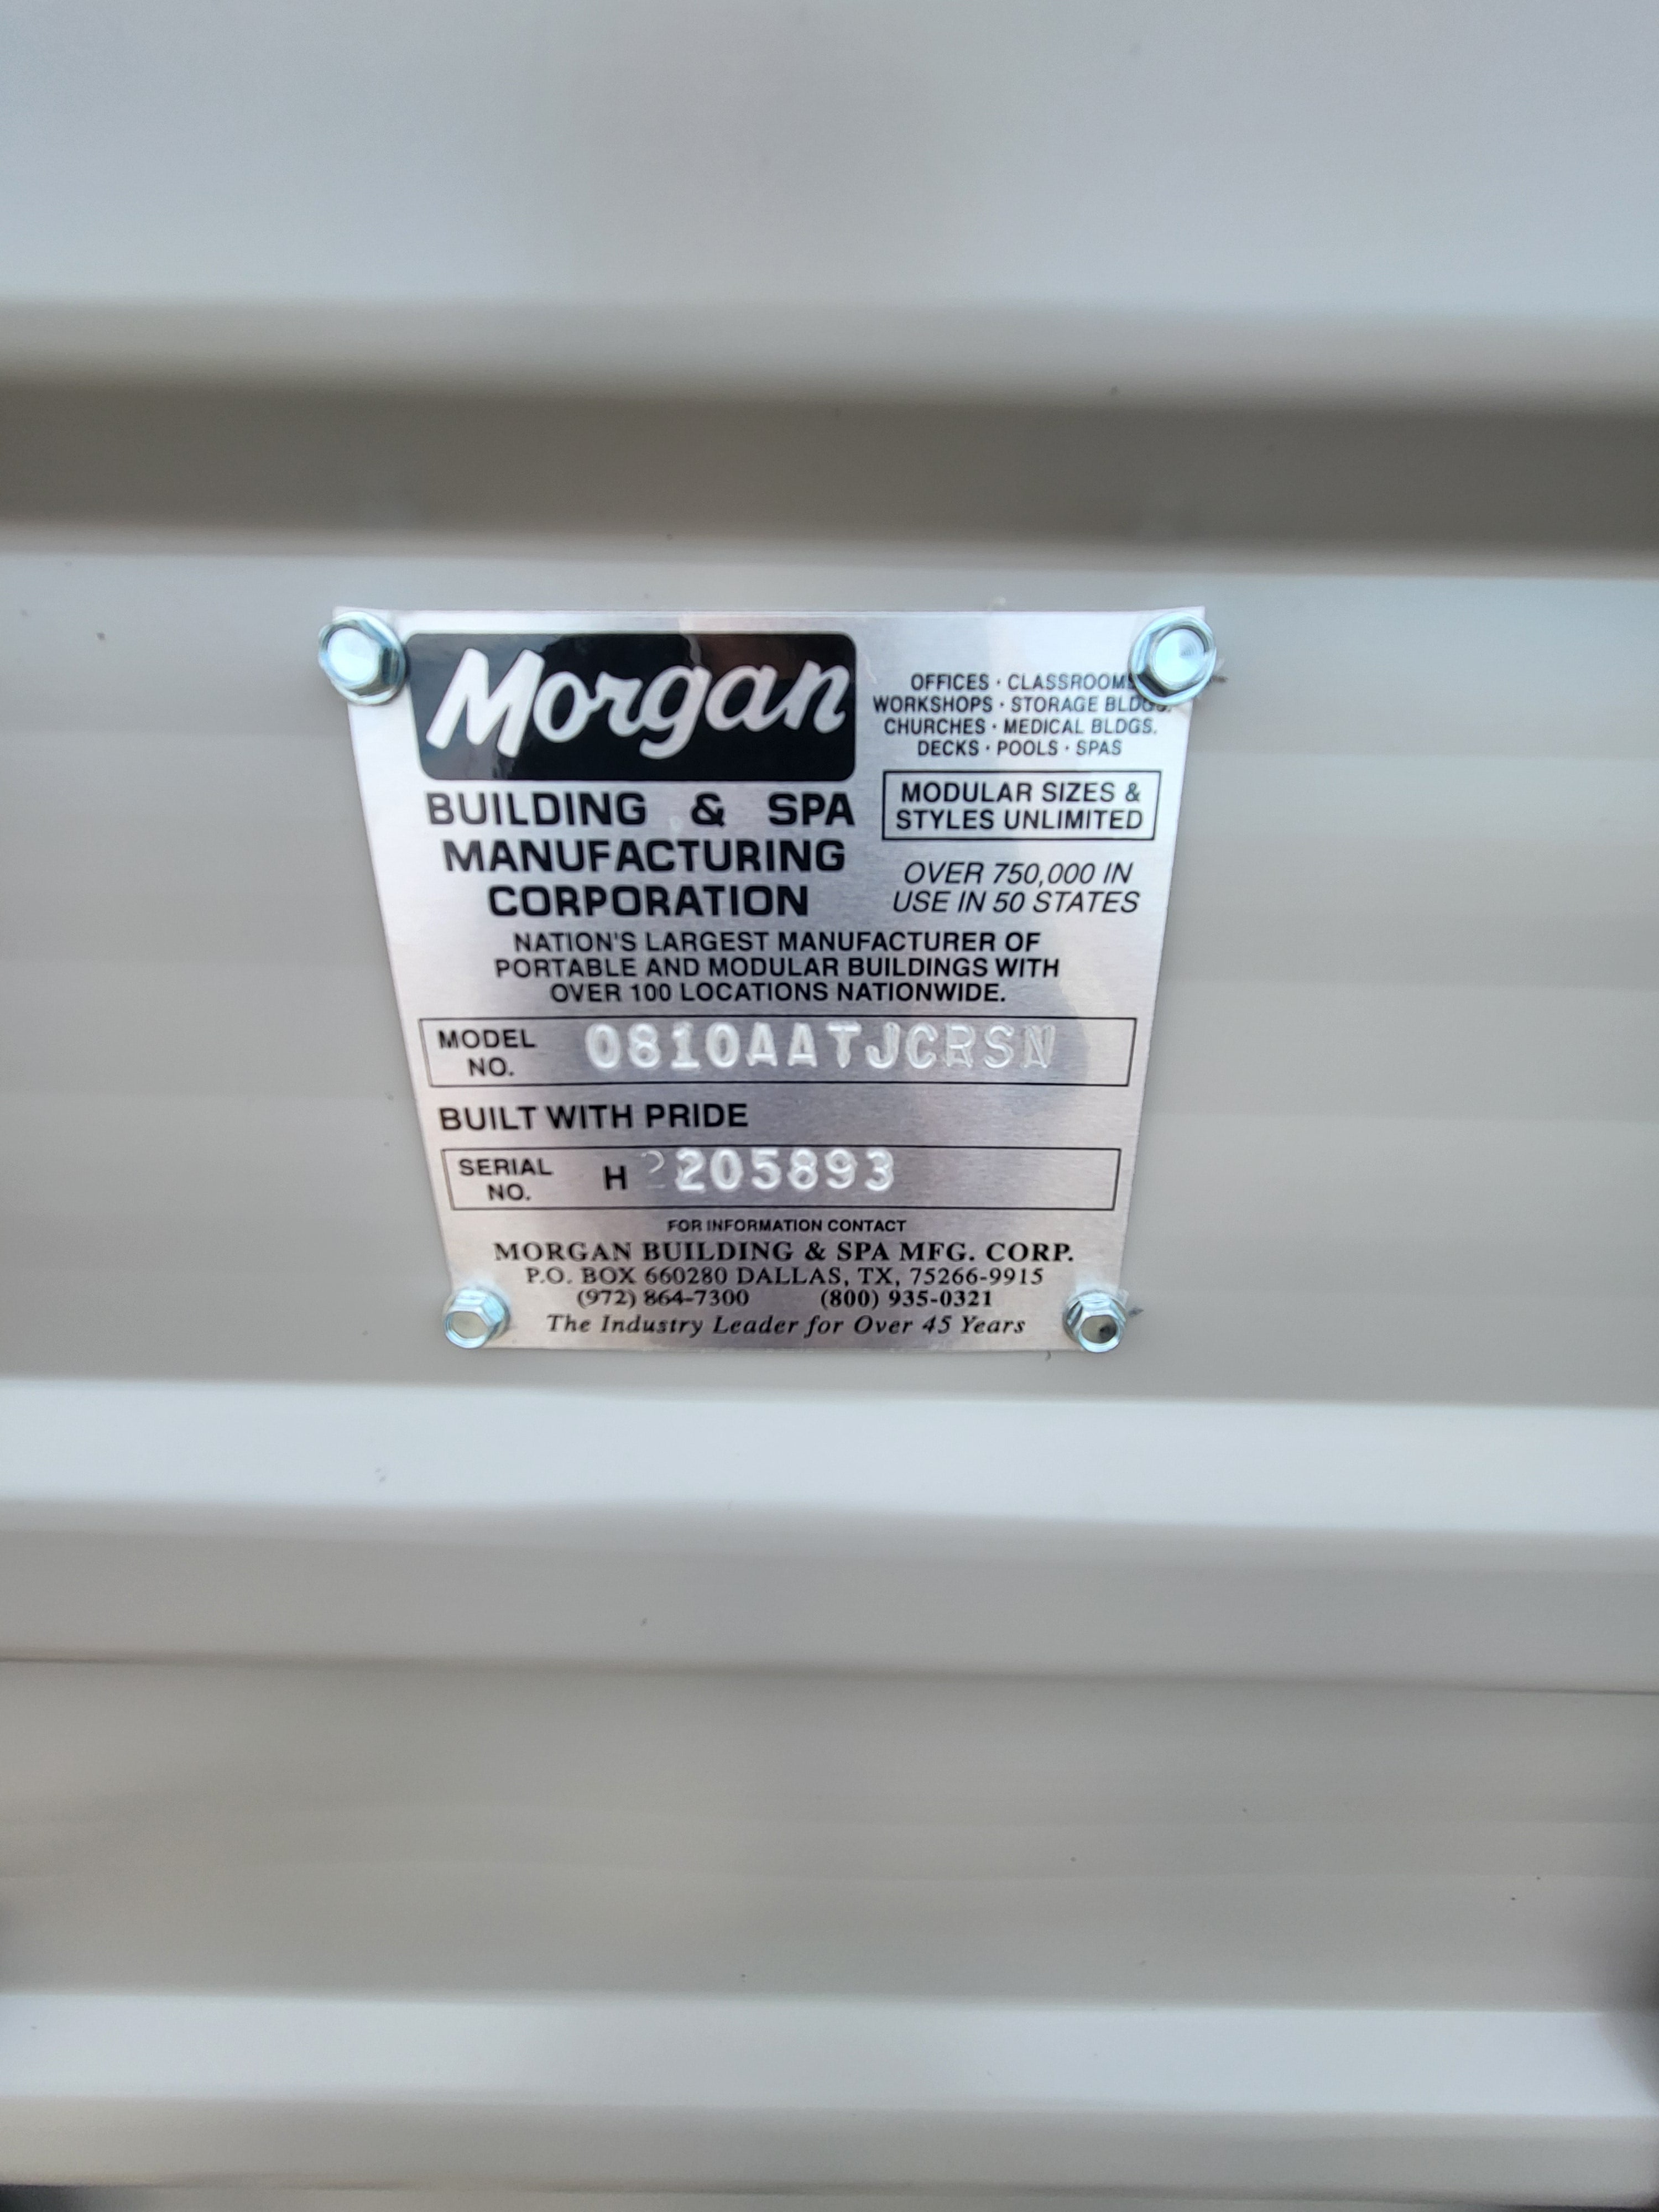 Morgan
BUILDING & SPA
MANUFACTURING
CORPORATION
OFFICES · CLASSROOMS
WORKSHOPS · STORAGE BLDGS.
CHURCHES · MEDICAL BLDGS.
DECKS · POOLS · SPAS
MODULAR SIZES &
STYLES UNLIMITED
OVER 750,000 IN
USE IN 50 STATES
NATION'S LARGEST MANUFACTURER OF
PORTABLE AND MODULAR BUILDINGS WITH
OVER 100 LOCATIONS NATIONWIDE.
MODEL NO. 0810AATJCRSN
BUILT WITH PRIDE
SERIAL NO. H 2205893
FOR INFORMATION CONTACT
MORGAN BUILDING & SPA MFG. CORP.
P.O. BOX 660280 DALLAS, TX, 75266-9915
(972) 864-7300 (800) 935-0321
The Industry Leader for Over 45 Years